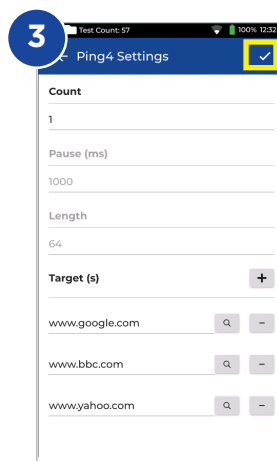 3
Test Count: 57
100% 12:32
Ping4 Settings
Count
1
Pause (ms)
1000
Length
64
Target (s)
+
www.google.com
-
www.bbc.com
-
www.yahoo.com
-